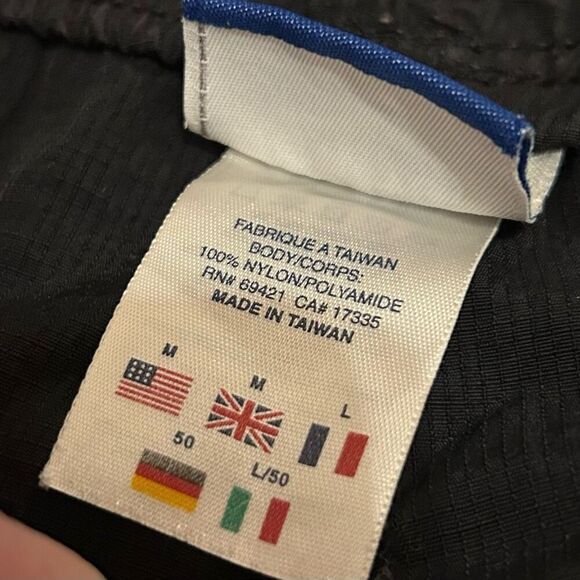 FABRIQUE A TAIWAN
BODY/CORPS:
100% NYLON/POLYAMIDE
RN# 69421 CA# 17335
MADE IN TAIWAN
M
M
L
50
L/50